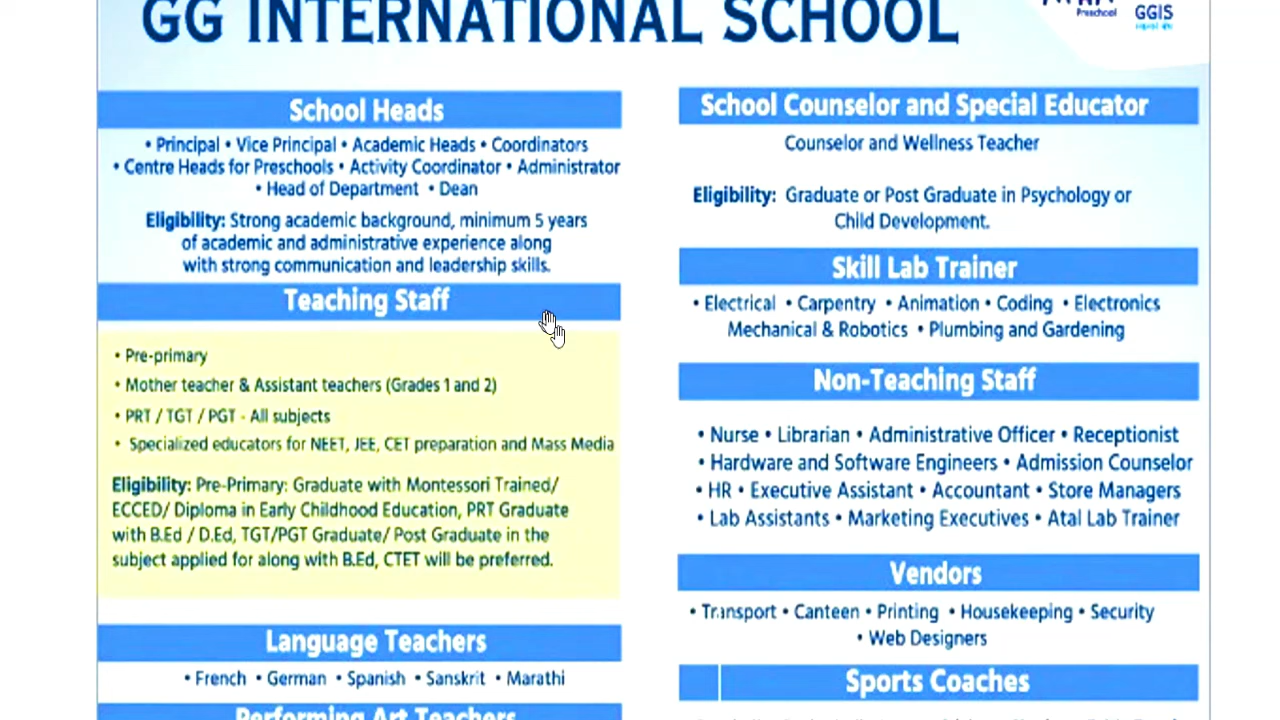 GG INTERNATIONAL SCHOOL
Preschool
GGIS
School Heads
• Principal • Vice Principal • Academic Heads • Coordinators
• Centre Heads for Preschools • Activity Coordinator • Administrator
• Head of Department • Dean
Eligibility: Strong academic background, minimum 5 years
of academic and administrative experience along
with strong communication and leadership skills.
Teaching Staff
• Pre-primary
• Mother teacher & Assistant teachers (Grades 1 and 2)
• PRT / TGT / PGT - All subjects
• Specialized educators for NEET, JEE, CET preparation and Mass Media
Eligibility: Pre-Primary: Graduate with Montessori Trained/
ECCED/ Diploma in Early Childhood Education, PRT Graduate
with B.Ed / D.Ed, TGT/PGT Graduate/ Post Graduate in the
subject applied for along with B.Ed, CTET will be preferred.
Language Teachers
• French • German • Spanish • Sanskrit • Marathi
Performing Art Teachers
School Counselor and Special Educator
Counselor and Wellness Teacher
Eligibility: Graduate or Post Graduate in Psychology or
Child Development.
Skill Lab Trainer
• Electrical • Carpentry • Animation • Coding • Electronics
Mechanical & Robotics • Plumbing and Gardening
Non-Teaching Staff
• Nurse • Librarian • Administrative Officer • Receptionist
• Hardware and Software Engineers • Admission Counselor
• HR • Executive Assistant • Accountant • Store Managers
• Lab Assistants • Marketing Executives • Atal Lab Trainer
Vendors
• Transport • Canteen • Printing • Housekeeping • Security
• Web Designers
Sports Coaches